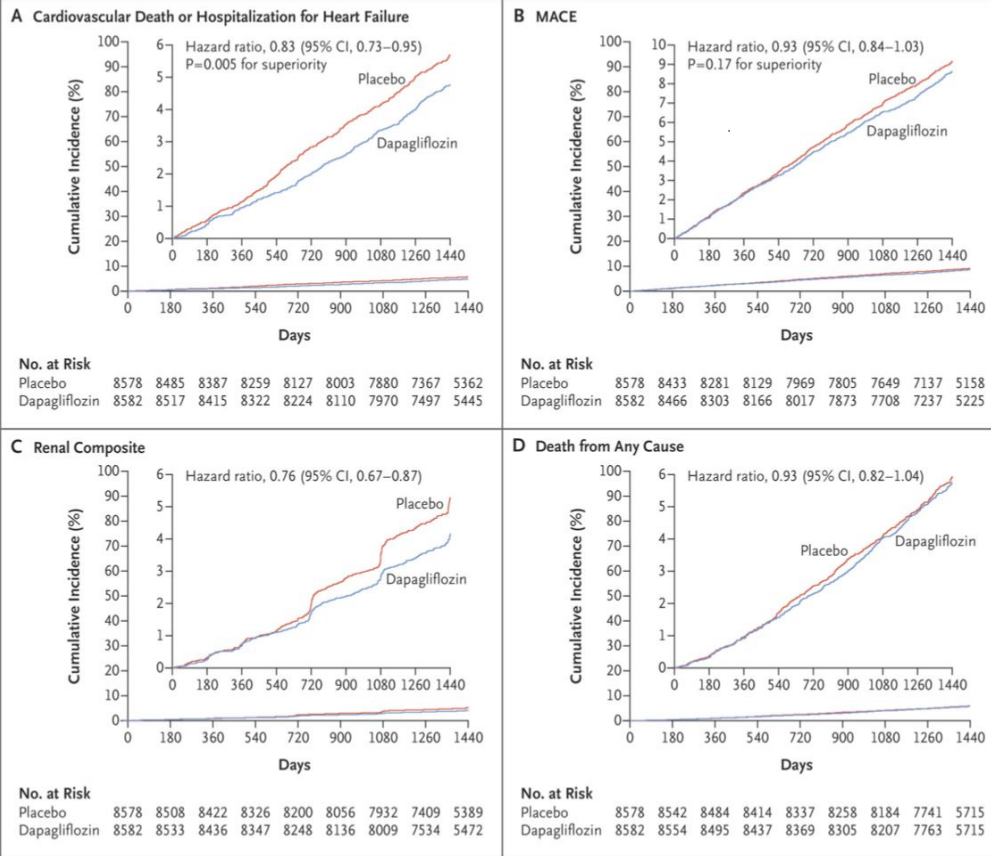 A Cardiovascular Death or Hospitalization for Heart Failure
Cumulative Incidence (%)
100
90
80
70
60
50
40
30
20
10
0
6
5
4
3
2
1
0
Hazard ratio, 0.83 (95% CI, 0.73–0.95)
P=0.005 for superiority
Placebo
Dapagliflozin
0 180 360 540 720 900 1080 1260 1440
0 180 360 540 720 900 1080 1260 1440
Days
No. at Risk
Placebo 8578 8485 8387 8259 8127 8003 7880 7367 5362
Dapagliflozin 8582 8517 8415 8322 8224 8110 7970 7497 5445
B MACE
Cumulative Incidence (%)
100
90
80
70
60
50
40
30
20
10
0
10
9
8
7
6
5
4
3
2
1
0
Hazard ratio, 0.93 (95% CI, 0.84–1.03)
P=0.17 for superiority
Placebo
Dapagliflozin
0 180 360 540 720 900 1080 1260 1440
0 180 360 540 720 900 1080 1260 1440
Days
No. at Risk
Placebo 8578 8433 8281 8129 7969 7805 7649 7137 5158
Dapagliflozin 8582 8466 8303 8166 8017 7873 7708 7237 5225
C Renal Composite
Cumulative Incidence (%)
100
90
80
70
60
50
40
30
20
10
0
6
5
4
3
2
1
0
Hazard ratio, 0.76 (95% CI, 0.67–0.87)
Placebo
Dapagliflozin
0 180 360 540 720 900 1080 1260 1440
0 180 360 540 720 900 1080 1260 1440
Days
No. at Risk
Placebo 8578 8508 8422 8326 8200 8056 7932 7409 5389
Dapagliflozin 8582 8533 8436 8347 8248 8136 8009 7534 5472
D Death from Any Cause
Cumulative Incidence (%)
100
90
80
70
60
50
40
30
20
10
0
6
5
4
3
2
1
0
Hazard ratio, 0.93 (95% CI, 0.82–1.04)
Placebo
Dapagliflozin
0 180 360 540 720 900 1080 1260 1440
0 180 360 540 720 900 1080 1260 1440
Days
No. at Risk
Placebo 8578 8542 8484 8414 8337 8258 8184 7741 5715
Dapagliflozin 8582 8554 8495 8437 8369 8305 8207 7763 5715